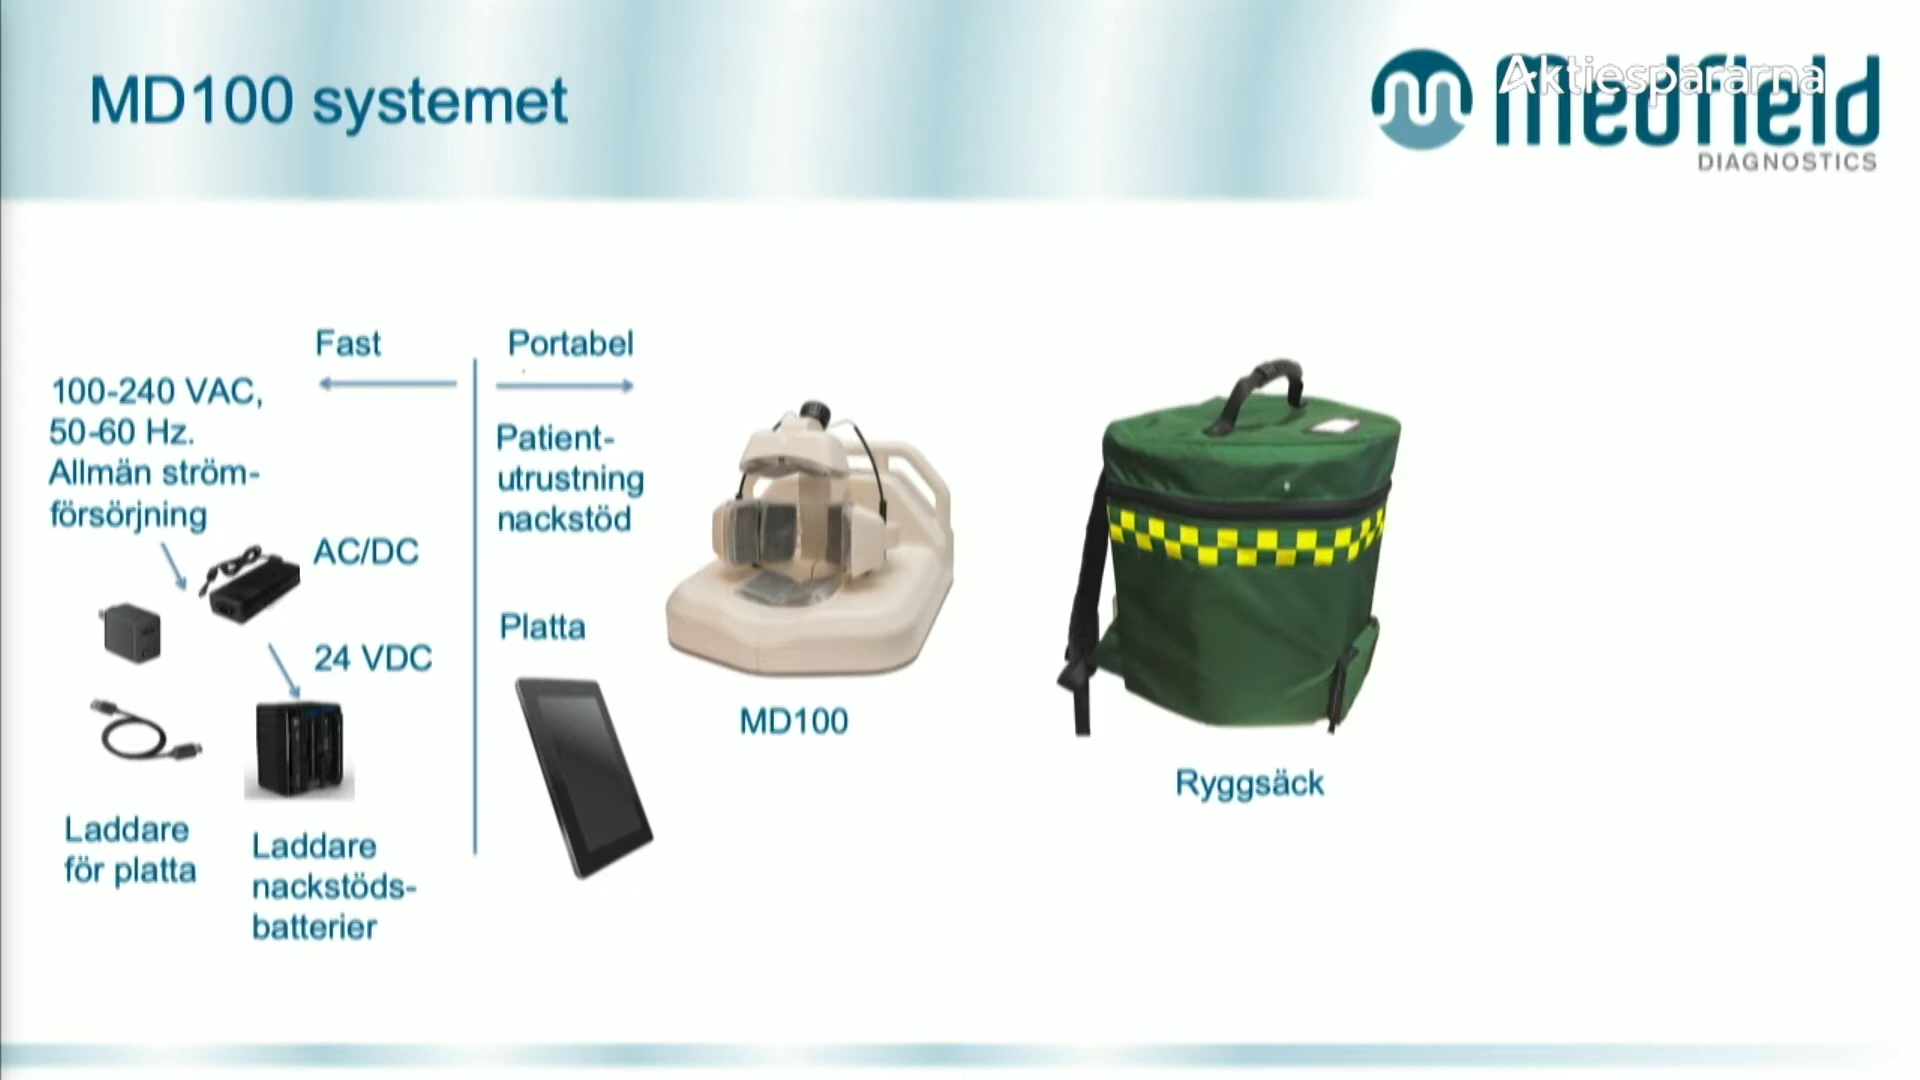 MD100 systemet
Aktiespararna
Medfield
DIAGNOSTICS
Fast
Portabel
100-240 VAC,
50-60 Hz.
Allmän ström-
försörjning
AC/DC
24 VDC
Laddare
för platta
Laddare
nackstöds-
batterier
Patient-
utrustning
nackstöd
Platta
MD100
Ryggsäck